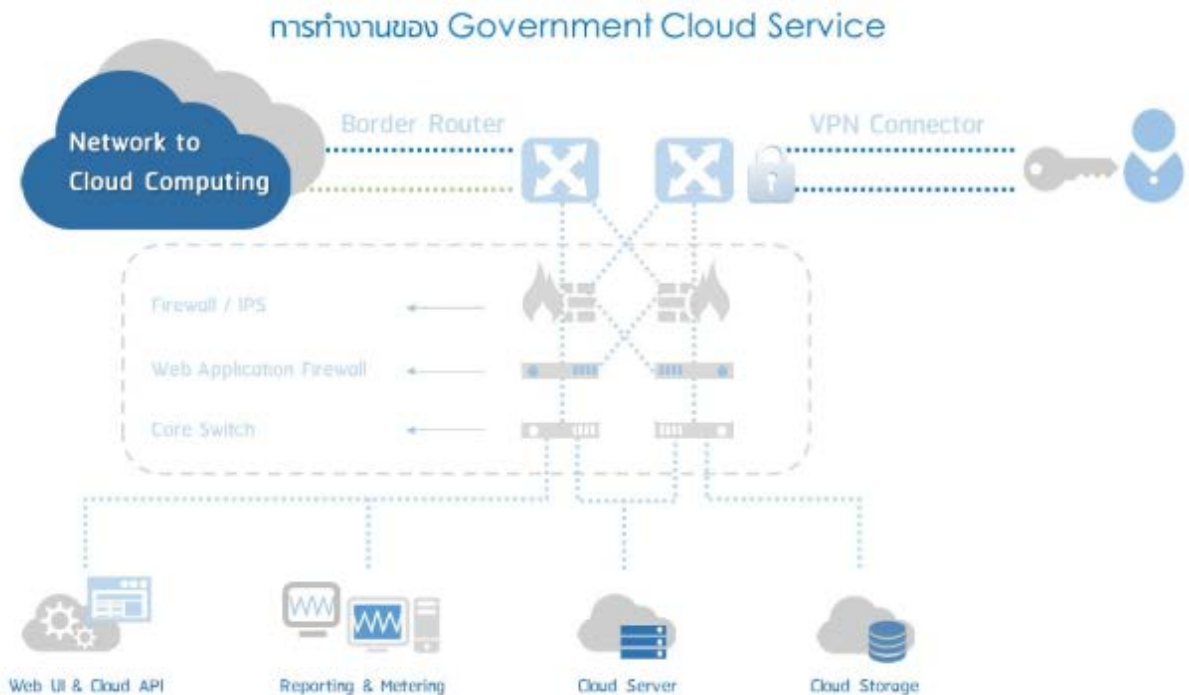 การทำงานของ Government Cloud Service
Network to
Cloud Computing
Border Router
VPN Connector
Firewall / IPS
Web Application Firewall
Core Switch
Web UI & Cloud API
Reporting & Metering
Cloud Server
Cloud Storage